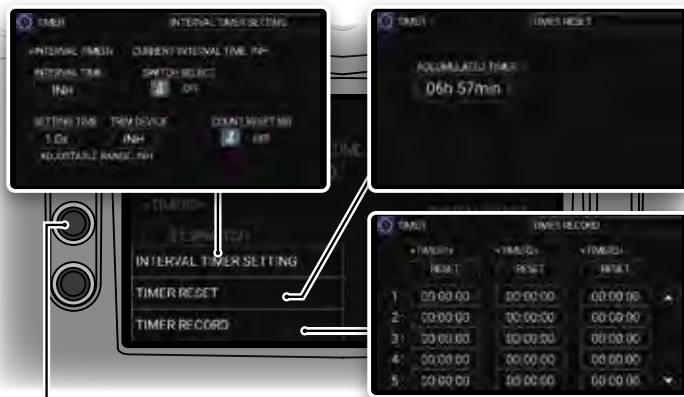 TIMER INTERVAL TIMER SETTING
<INTERVAL TIMER> CURRENT INTERVAL TIME INH
INTERVAL TIME SWITCH SELECT
INH OFF
SETTING TIME TRIM DEVICE COUNT RESET SW
1.0s INH OFF
ADJUSTABLE RANGE INH
TIMER TIMER RESET
ACCUMULATED TIMER
06h 57min
<TIMER3>
INTERVAL TIMER SETTING
TIMER RESET
TIMER RECORD
TIMER TIMER RECORD
<TIMER1> <TIMER2> <TIMER3>
RESET RESET RESET
1 00:00:00 00:00:00 00:00:00
2 00:00:00 00:00:00 00:00:00
3 00:00:00 00:00:00 00:00:00
4 00:00:00 00:00:00 00:00:00
5 00:00:00 00:00:00 00:00:00